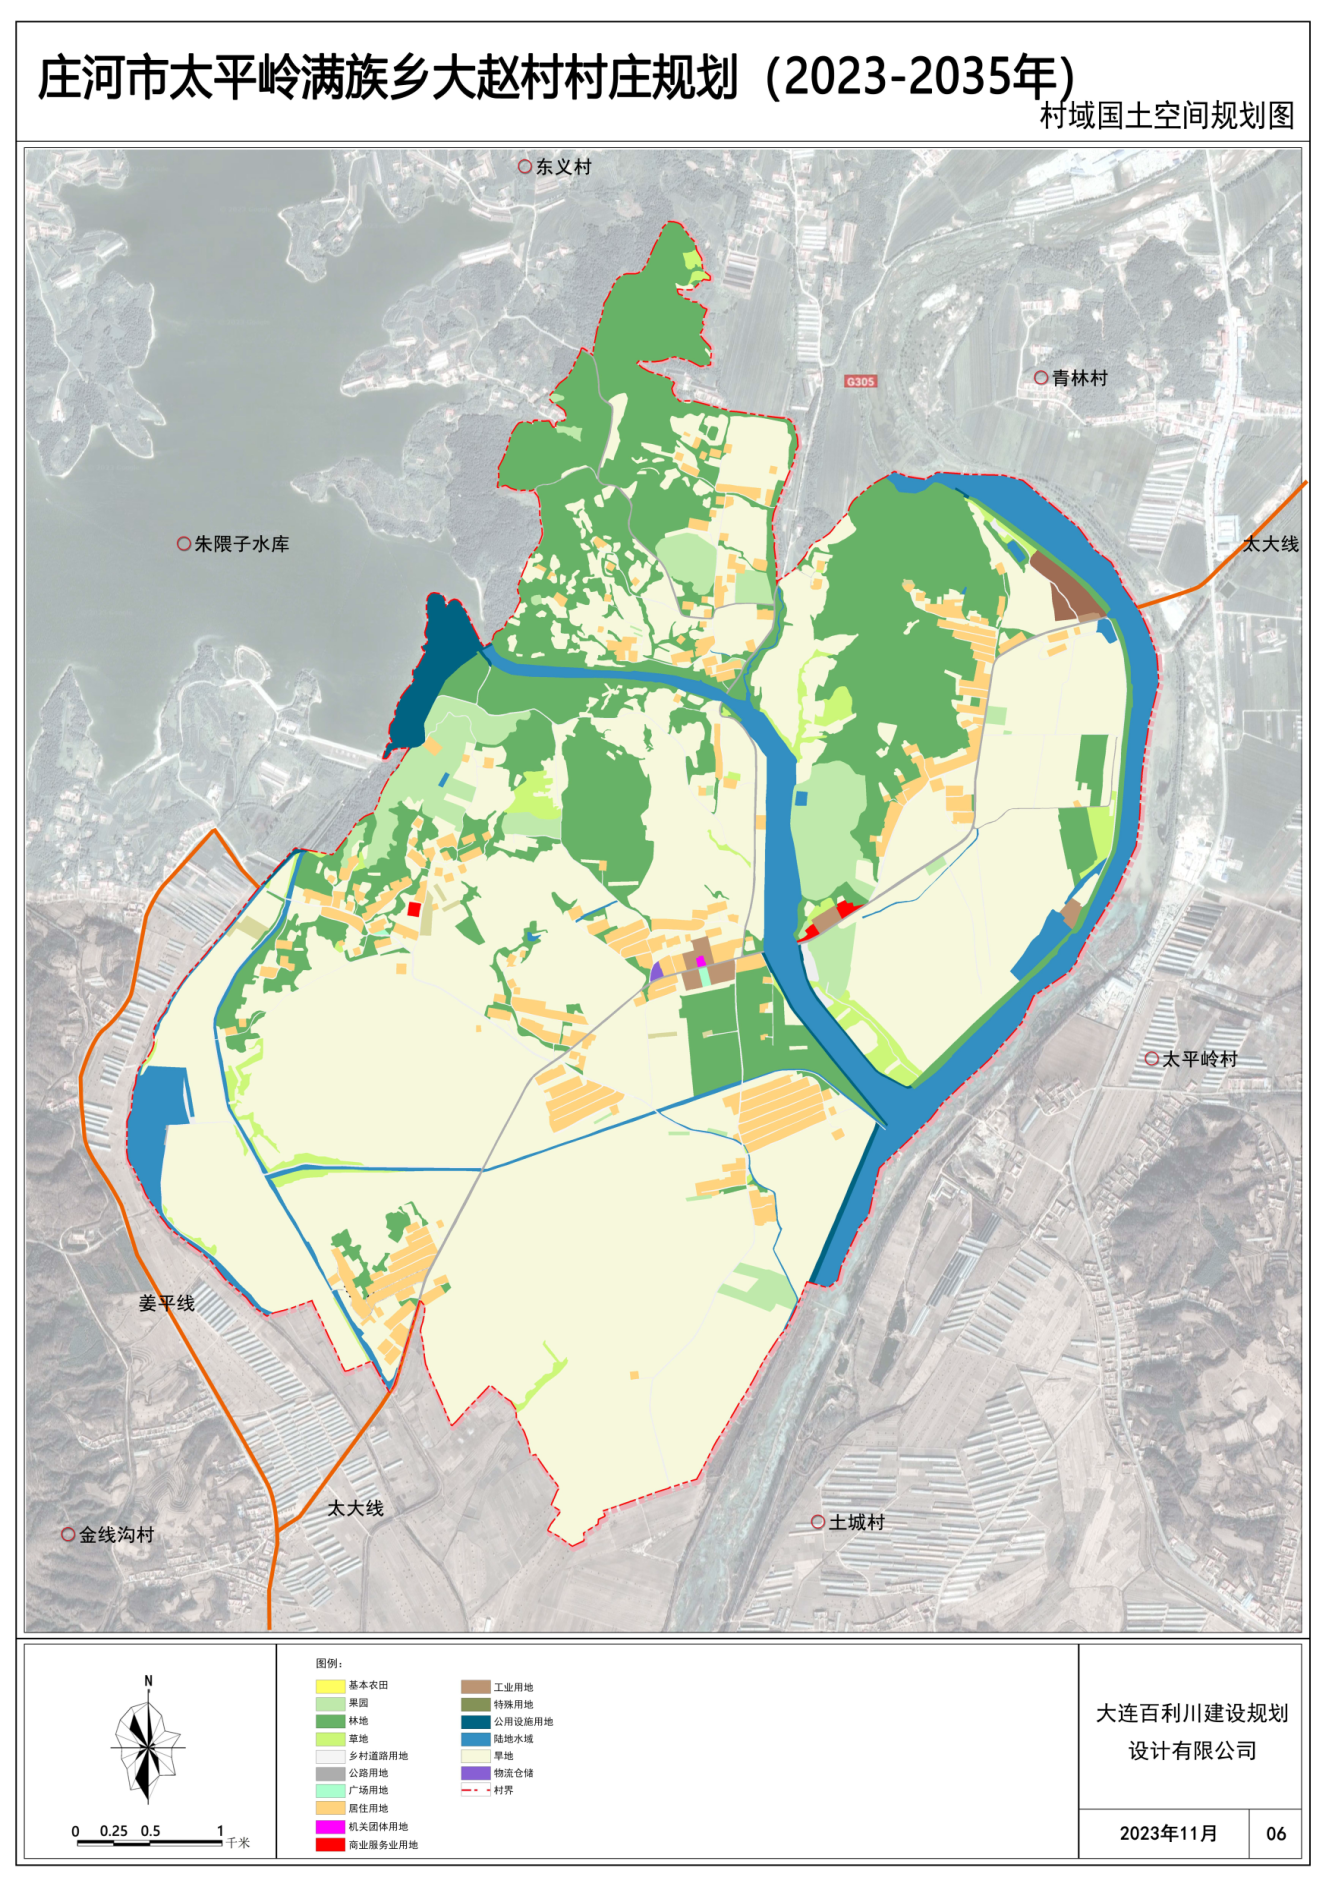 庄河市太平岭满族乡大赵村村庄规划（2023-2035年）
村域国土空间规划图
东义村
G305
青林村
太大线
朱隈子水库
太平岭村
姜平线
太大线
土城村
金线沟村
N
0 0.25 0.5 1
千米
图例：
基本农田
果园
林地
草地
乡村道路用地
公路用地
广场用地
居住用地
机关团体用地
商业服务业用地
工业用地
特殊用地
公用设施用地
陆地水域
旱地
物流仓储
村界
大连百利川建设规划
设计有限公司
2023年11月 06